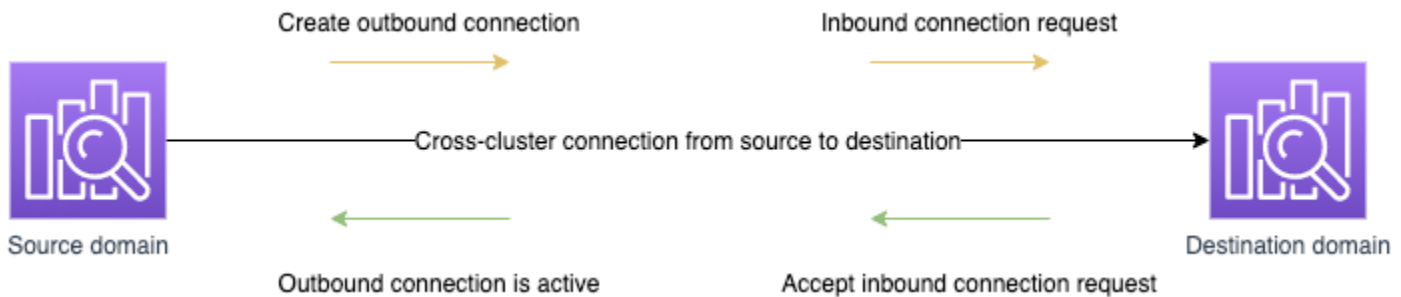 Create outbound connection
Inbound connection request
Cross-cluster connection from source to destination
Source domain
Destination domain
Outbound connection is active
Accept inbound connection request